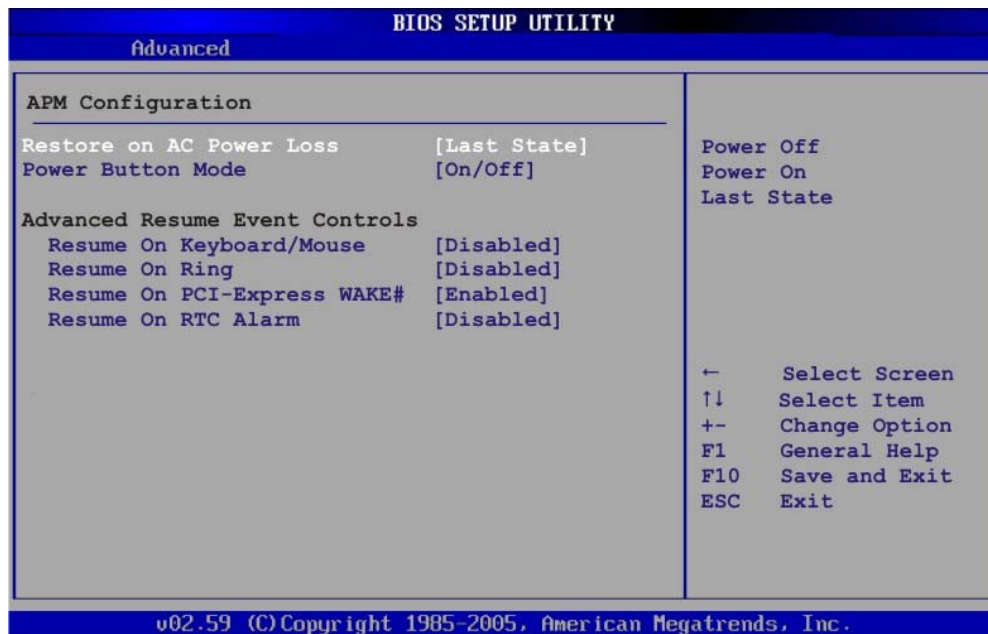 BIOS SETUP UTILITY
Advanced
APM Configuration
Restore on AC Power Loss [Last State]
Power Button Mode [On/Off]
Advanced Resume Event Controls
Resume On Keyboard/Mouse [Disabled]
Resume On Ring [Disabled]
Resume On PCI-Express WAKE# [Enabled]
Resume On RTC Alarm [Disabled]
Power Off
Power On
Last State
← Select Screen
↑↓ Select Item
+- Change Option
F1 General Help
F10 Save and Exit
ESC Exit
v02.59 (C)Copyright 1985-2005, American Megatrends, Inc.